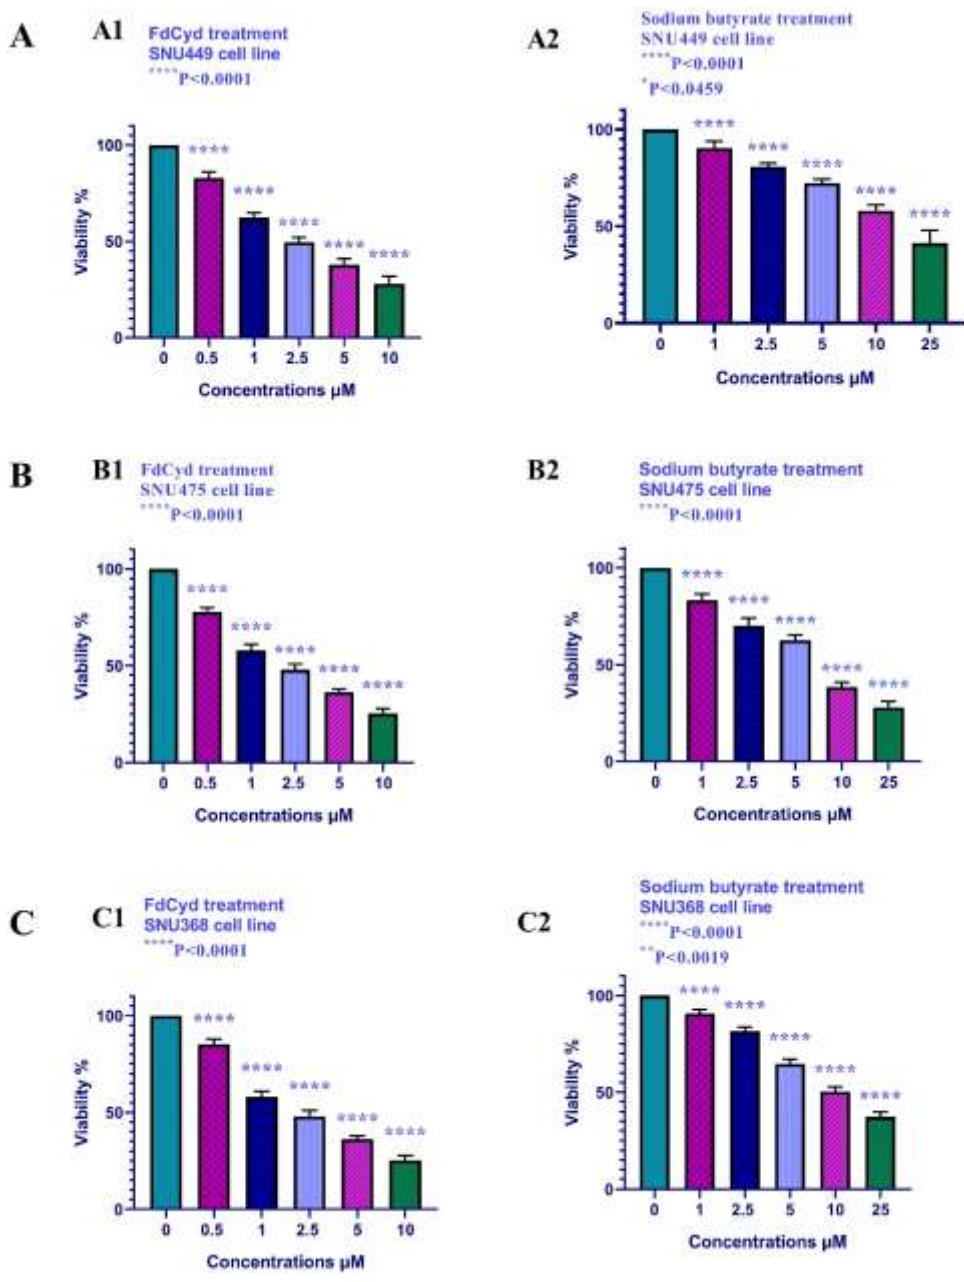 A
A1
FdCyd treatment
SNU449 cell line
****P<0.0001
Viability %
100
50
0
****
****
****
****
****
0 0.5 1 2.5 5 10
Concentrations µM
A2
Sodium butyrate treatment
SNU449 cell line
****P<0.0001
*P<0.0459
Viability %
100
50
0
****
****
****
****
****
0 1 2.5 5 10 25
Concentrations µM
B
B1
FdCyd treatment
SNU475 cell line
****P<0.0001
Viability %
100
50
0
****
****
****
****
****
0 0.5 1 2.5 5 10
Concentrations µM
B2
Sodium butyrate treatment
SNU475 cell line
****P<0.0001
Viability %
100
50
0
****
****
****
****
****
0 1 2.5 5 10 25
Concentrations µM
C
C1
FdCyd treatment
SNU368 cell line
****P<0.0001
Viability %
100
50
0
****
****
****
****
****
0 0.5 1 2.5 5 10
Concentrations µM
C2
Sodium butyrate treatment
SNU368 cell line
****P<0.0001
**P<0.0019
Viability %
100
50
0
****
****
****
****
****
0 1 2.5 5 10 25
Concentrations µM